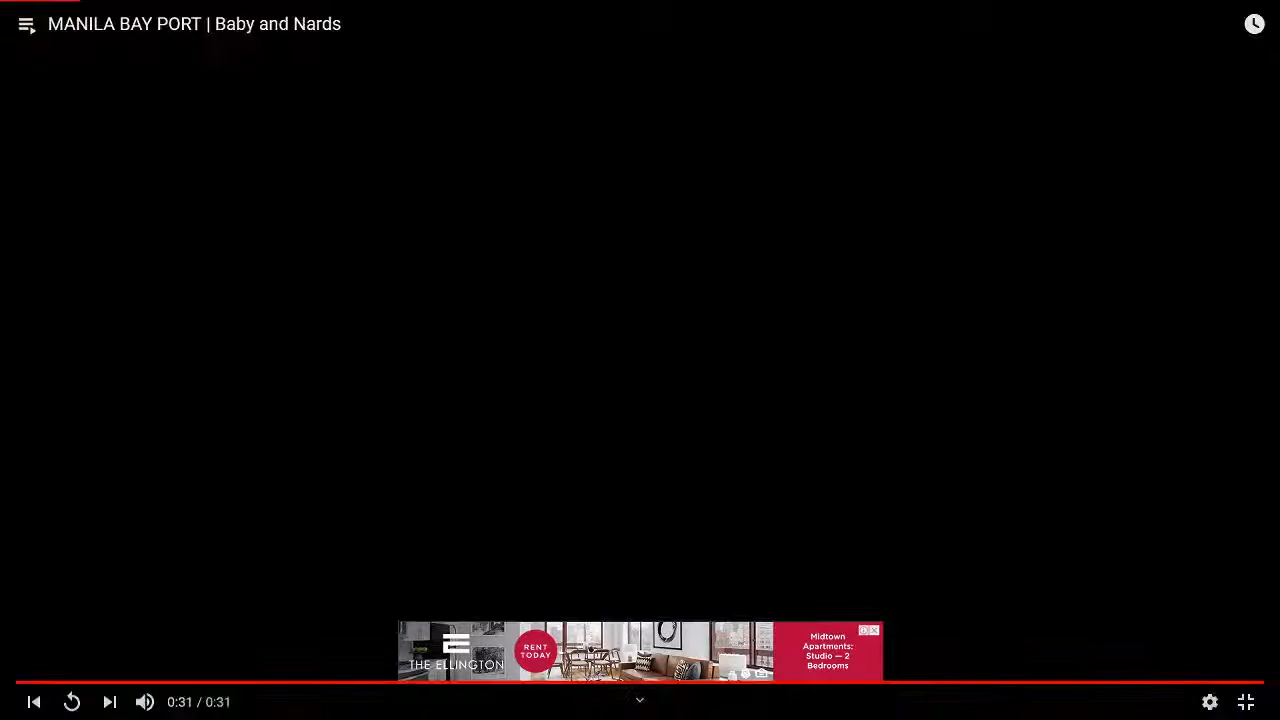 MANILA BAY PORT | Baby and Nards
THE ELLINGTON
RENT
TODAY
Midtown
Apartments:
Studio — 2
Bedrooms
0:31 / 0:31